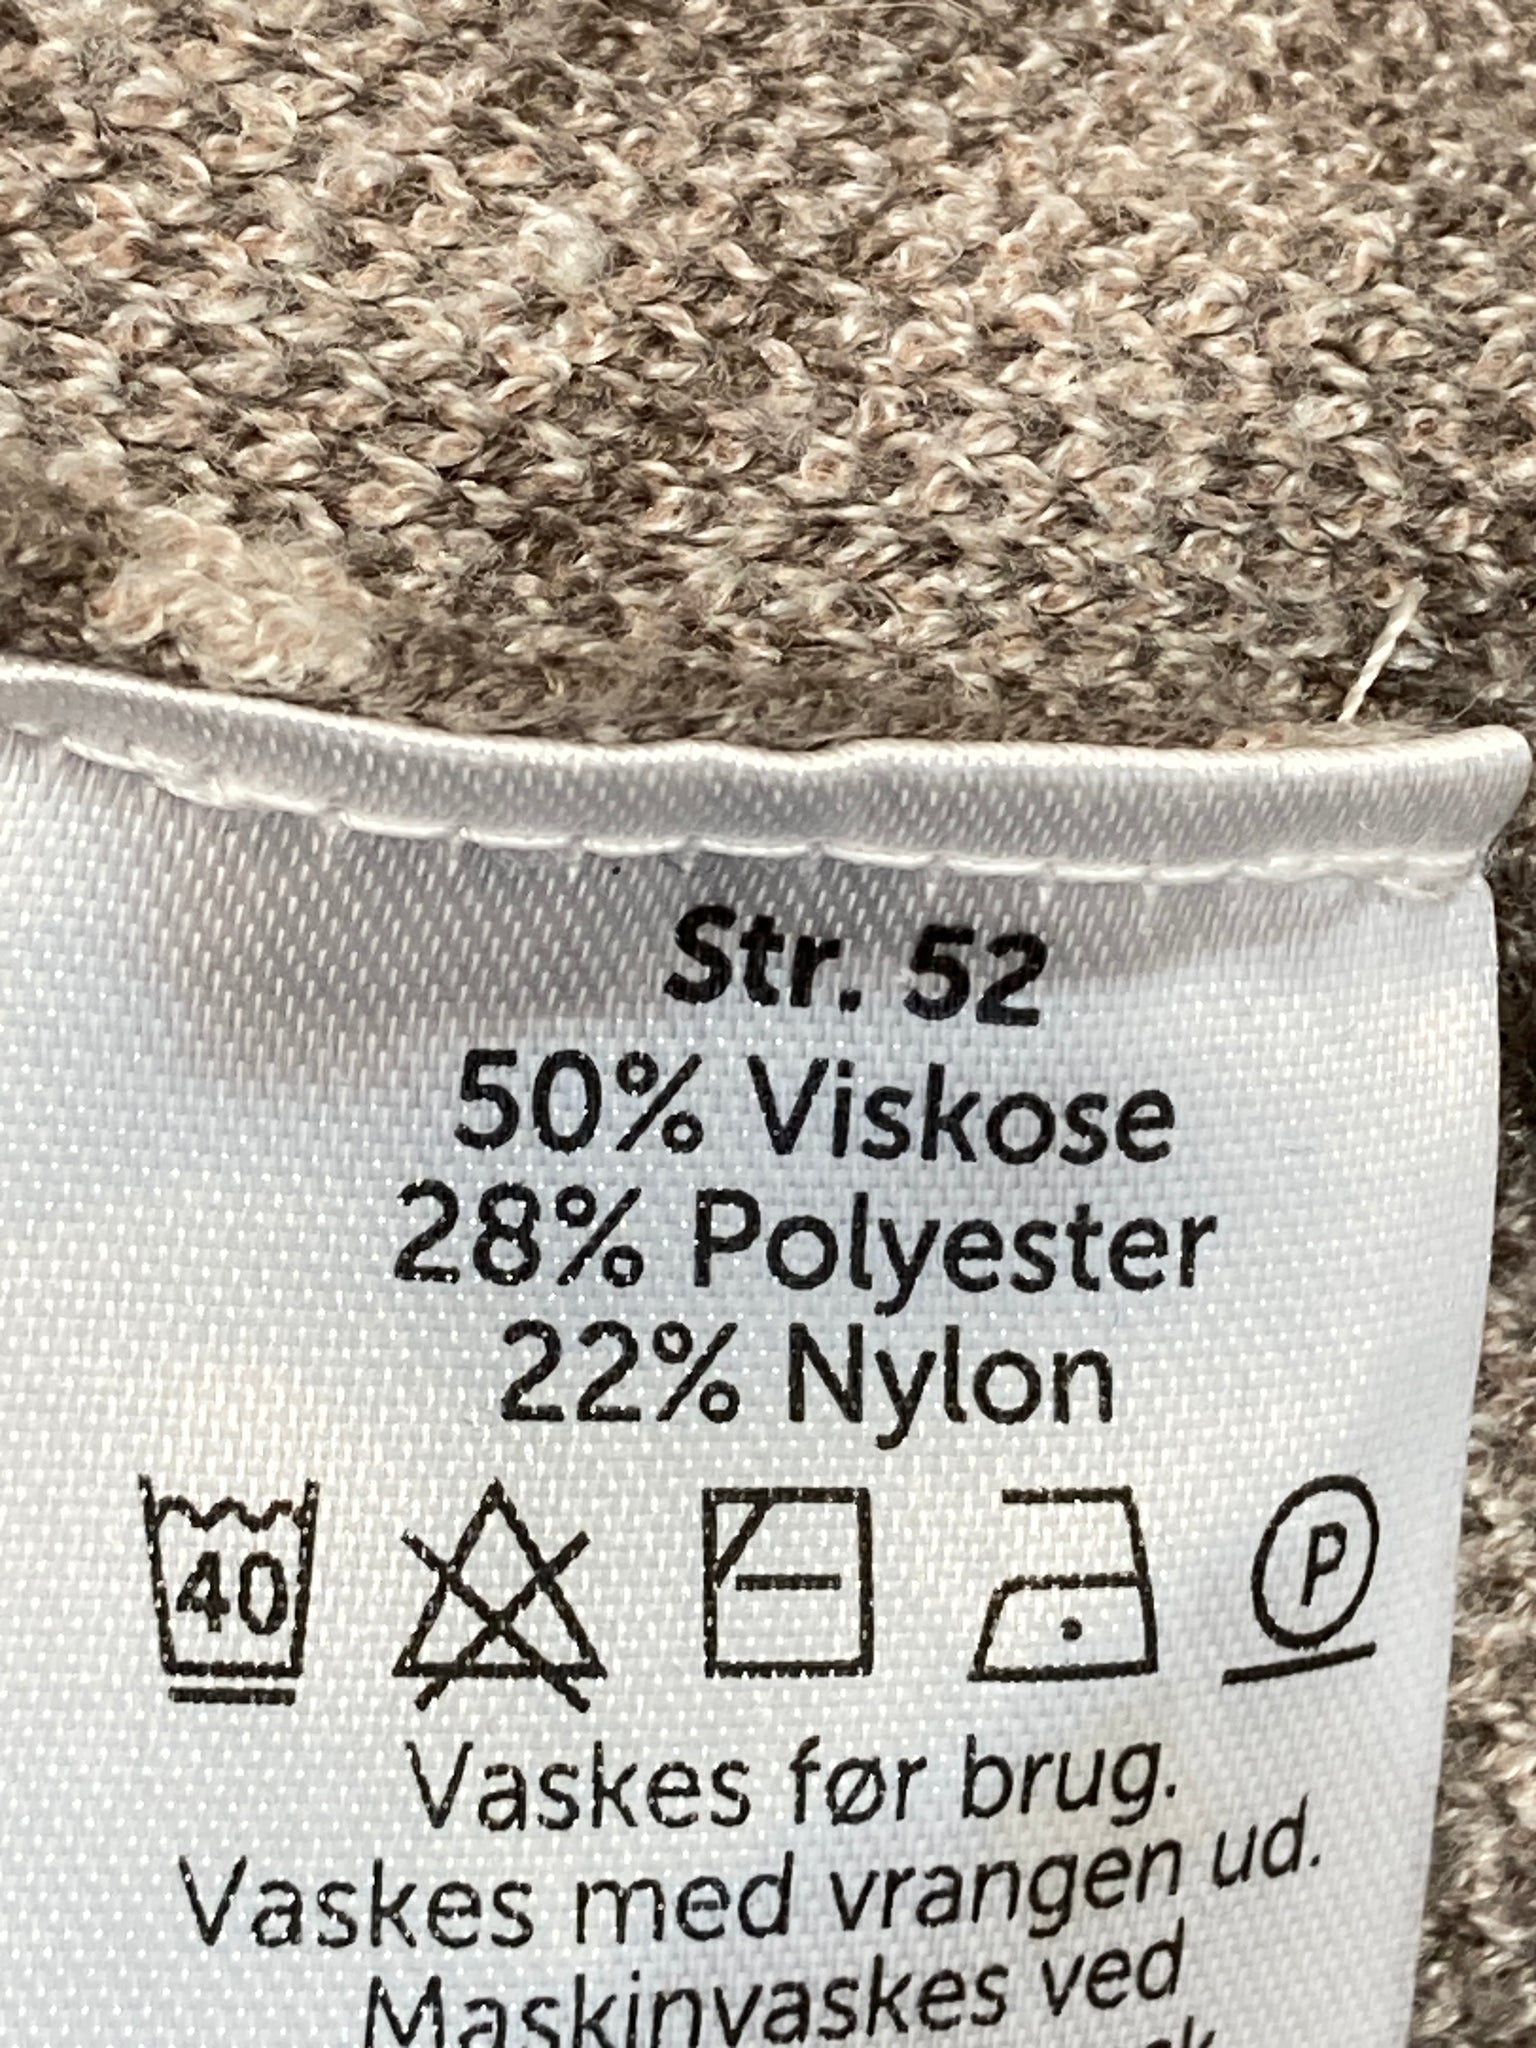 Str. 52
50% Viskose
28% Polyester
22% Nylon
40 P
Vaskes før brug.
Vaskes med vrangen ud.
Maskinvaskes ved